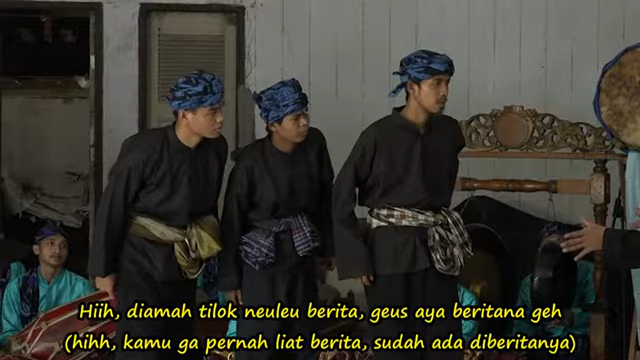 Hiih, diamah tilok neuleu berita, geus aya beritana geh
(hihh, kamu ga pernah liat berita, sudah ada diberitanya)